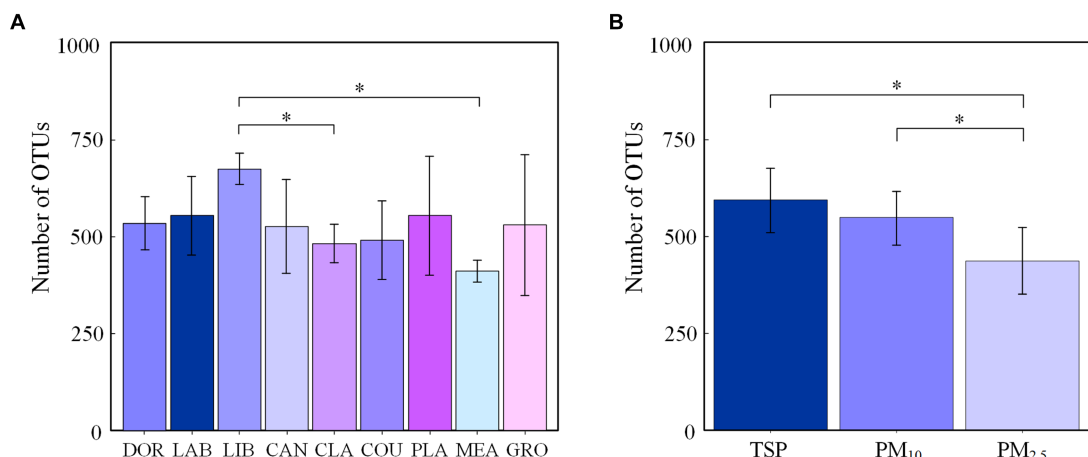 A
Number of OTUs
1000
750
500
250
0
*
*
DOR LAB LIB CAN CLA COU PLA MEA GRO
B
Number of OTUs
1000
750
500
250
0
*
*
TSP PM₁₀ PM₂.₅